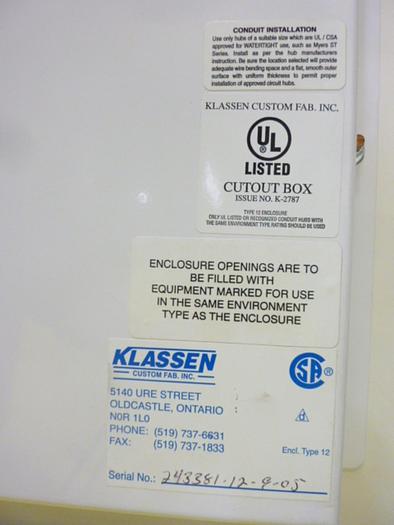 CONDUIT INSTALLATION
Use only hubs of a suitable size which are UL / CSA
approved for WATERTIGHT use, such as Myers ST
Series. Install as per the hub manufacturers
instruction. Be sure the location selected will provide
adequate wire bending space and a flat, smooth outer
surface with uniform thickness to permit proper
installation of approved circuit hubs.
KLASSEN CUSTOM FAB. INC.
UL ®
LISTED
CUTOUT BOX
ISSUE NO. K-2787
TYPE 12 ENCLOSURE
ONLY UL LISTED OR RECOGNIZED CONDUIT HUBS WITH
THE SAME ENVIRONMENT TYPE RATING SHOULD BE USED
ENCLOSURE OPENINGS ARE TO
BE FILLED WITH
EQUIPMENT MARKED FOR USE
IN THE SAME ENVIRONMENT
TYPE AS THE ENCLOSURE
KLASSEN
CUSTOM FAB. INC.
SA ®
5140 URE STREET
OLDCASTLE, ONTARIO
N0R 1L0
PHONE: (519) 737-6631
FAX: (519) 737-1833
Encl. Type 12
Serial No.: 243381-12-9-05